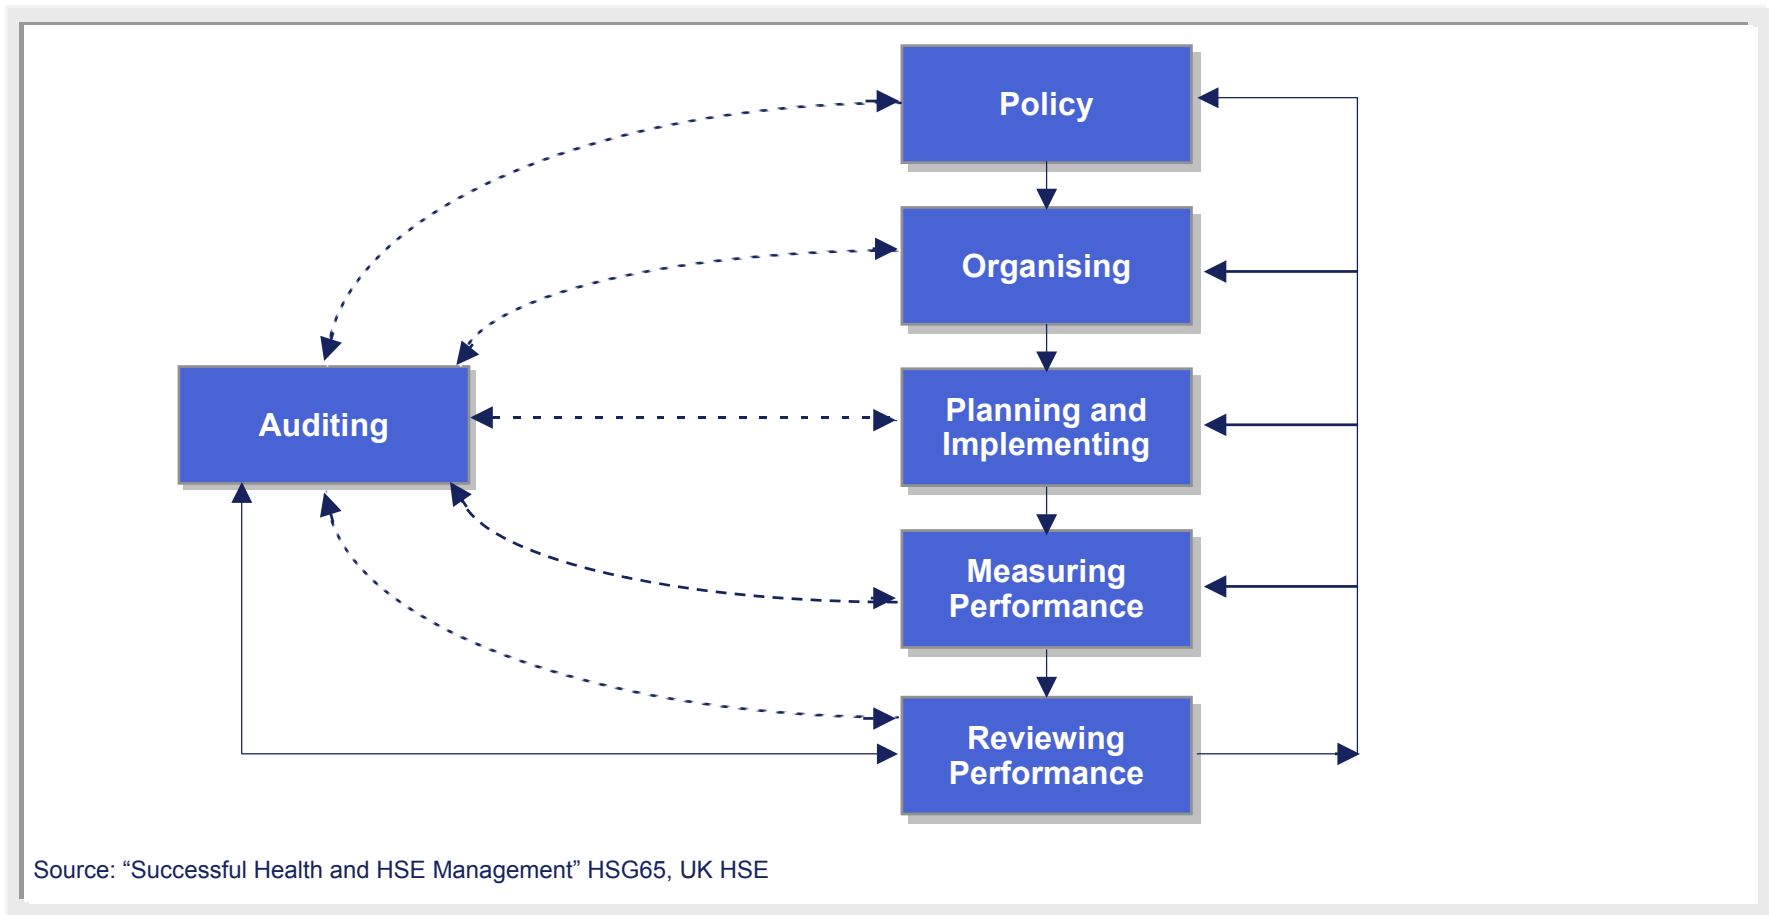 Policy
Organising
Auditing
Planning and
Implementing
Measuring
Performance
Reviewing
Performance
Source: “Successful Health and HSE Management” HSG65, UK HSE